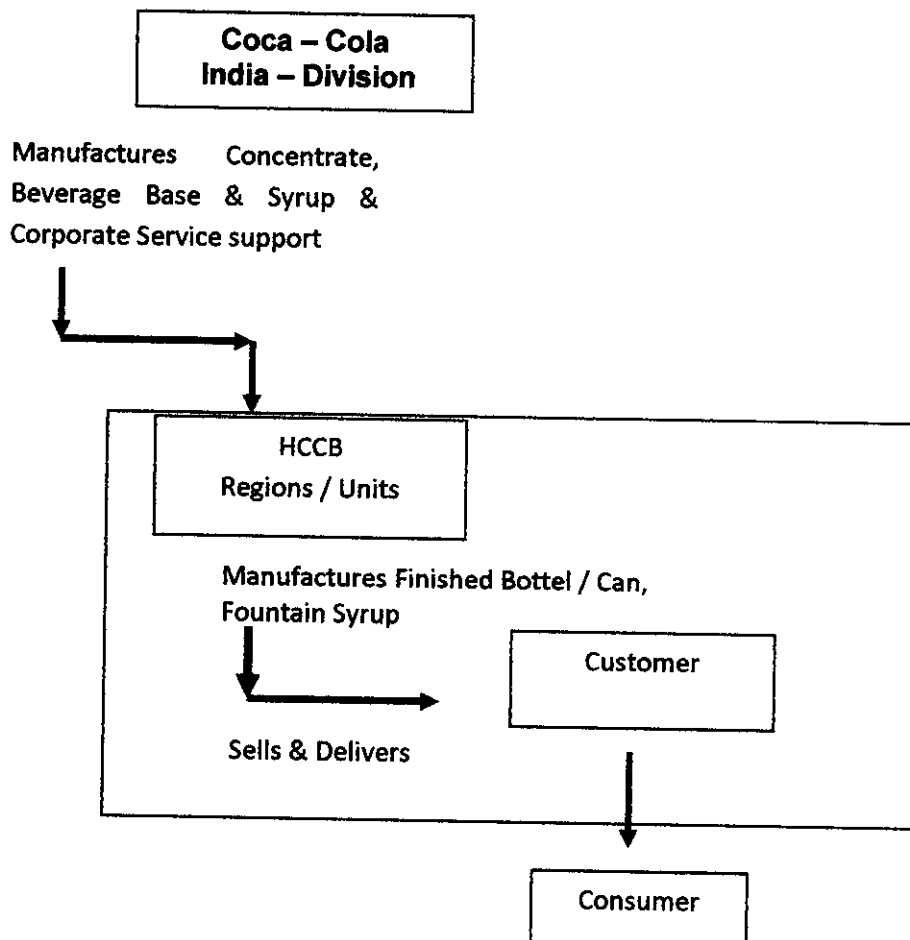 Coca – Cola
India – Division
Manufactures Concentrate,
Beverage Base & Syrup &
Corporate Service support
HCCB
Regions / Units
Manufactures Finished Bottel / Can,
Fountain Syrup
Customer
Sells & Delivers
Consumer